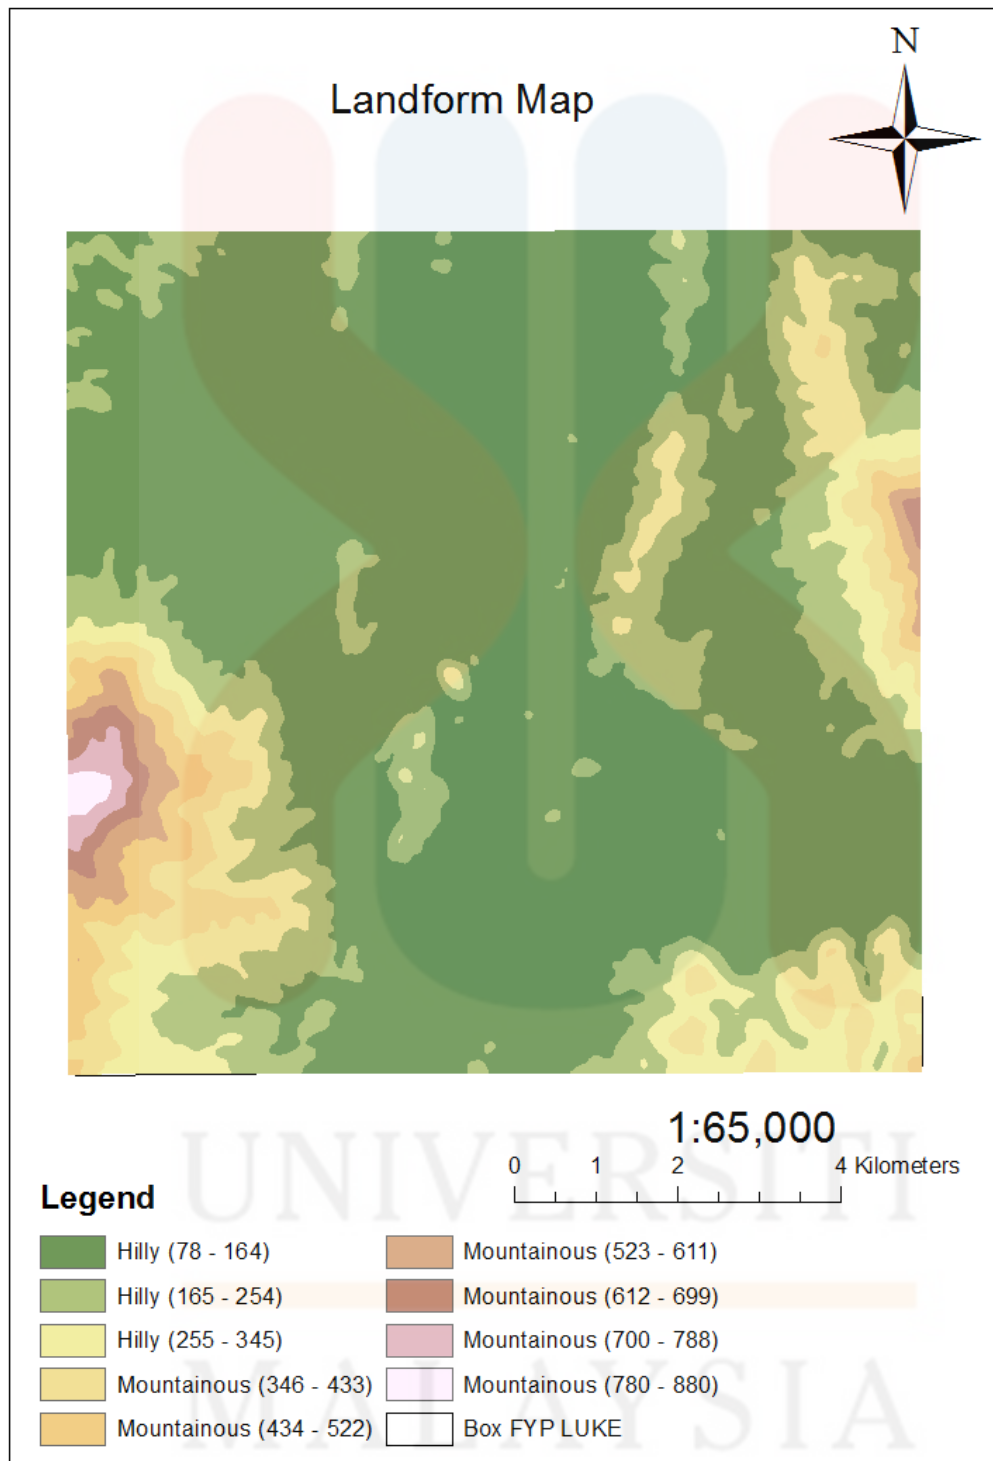 N
Landform Map
1:65,000
0 1 2 4 Kilometers
UNIVERSITI
Legend
Hilly (78 - 164)
Hilly (165 - 254)
Hilly (255 - 345)
Mountainous (346 - 433)
Mountainous (434 - 522)
Mountainous (523 - 611)
Mountainous (612 - 699)
Mountainous (700 - 788)
Mountainous (780 - 880)
Box FYP LUKE
MALAYSIA